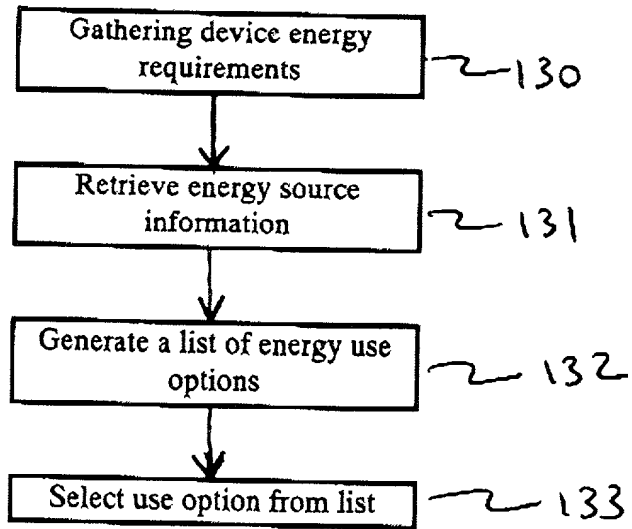 Gathering device energy
requirements
130
Retrieve energy source
information
131
Generate a list of energy use
options
132
Select use option from list
133